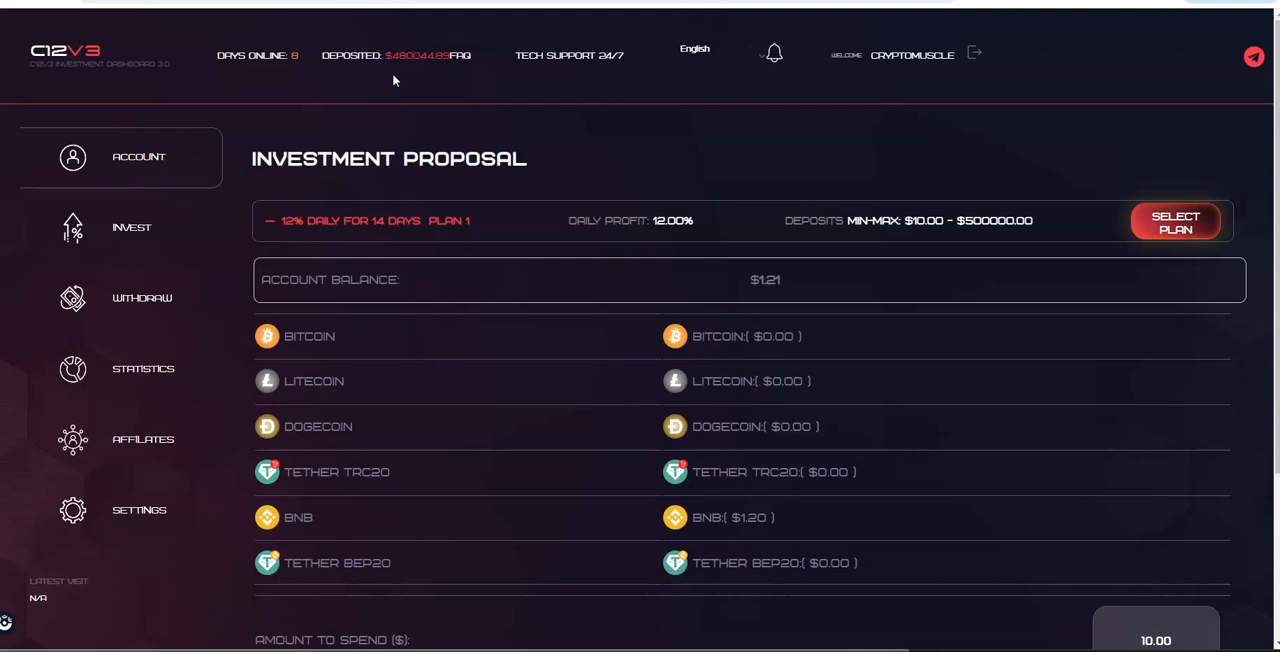 C12V3
C12V3 INVESTMENT DASHBOARD 3.0
DAYS ONLINE: 8
DEPOSITED: $480044.89FAQ
TECH SUPPORT 24/7
English
WELCOME CRYPTOMUSCLE
ACCOUNT
INVEST
WITHDRAW
STATISTICS
AFFILIATES
SETTINGS
LATEST VISIT
N/A
INVESTMENT PROPOSAL
— 12% DAILY FOR 14 DAYS PLAN 1
DAILY PROFIT: 12.00%
DEPOSITS MIN-MAX: $10.00 - $500000.00
SELECT
PLAN
ACCOUNT BALANCE:
$1.21
BITCOIN
BITCOIN:( $0.00 )
LITECOIN
LITECOIN:( $0.00 )
DOGECOIN
DOGECOIN:( $0.00 )
TETHER TRC20
TETHER TRC20:( $0.00 )
BNB
BNB:( $1.20 )
TETHER BEP20
TETHER BEP20:( $0.00 )
AMOUNT TO SPEND ($):
10.00